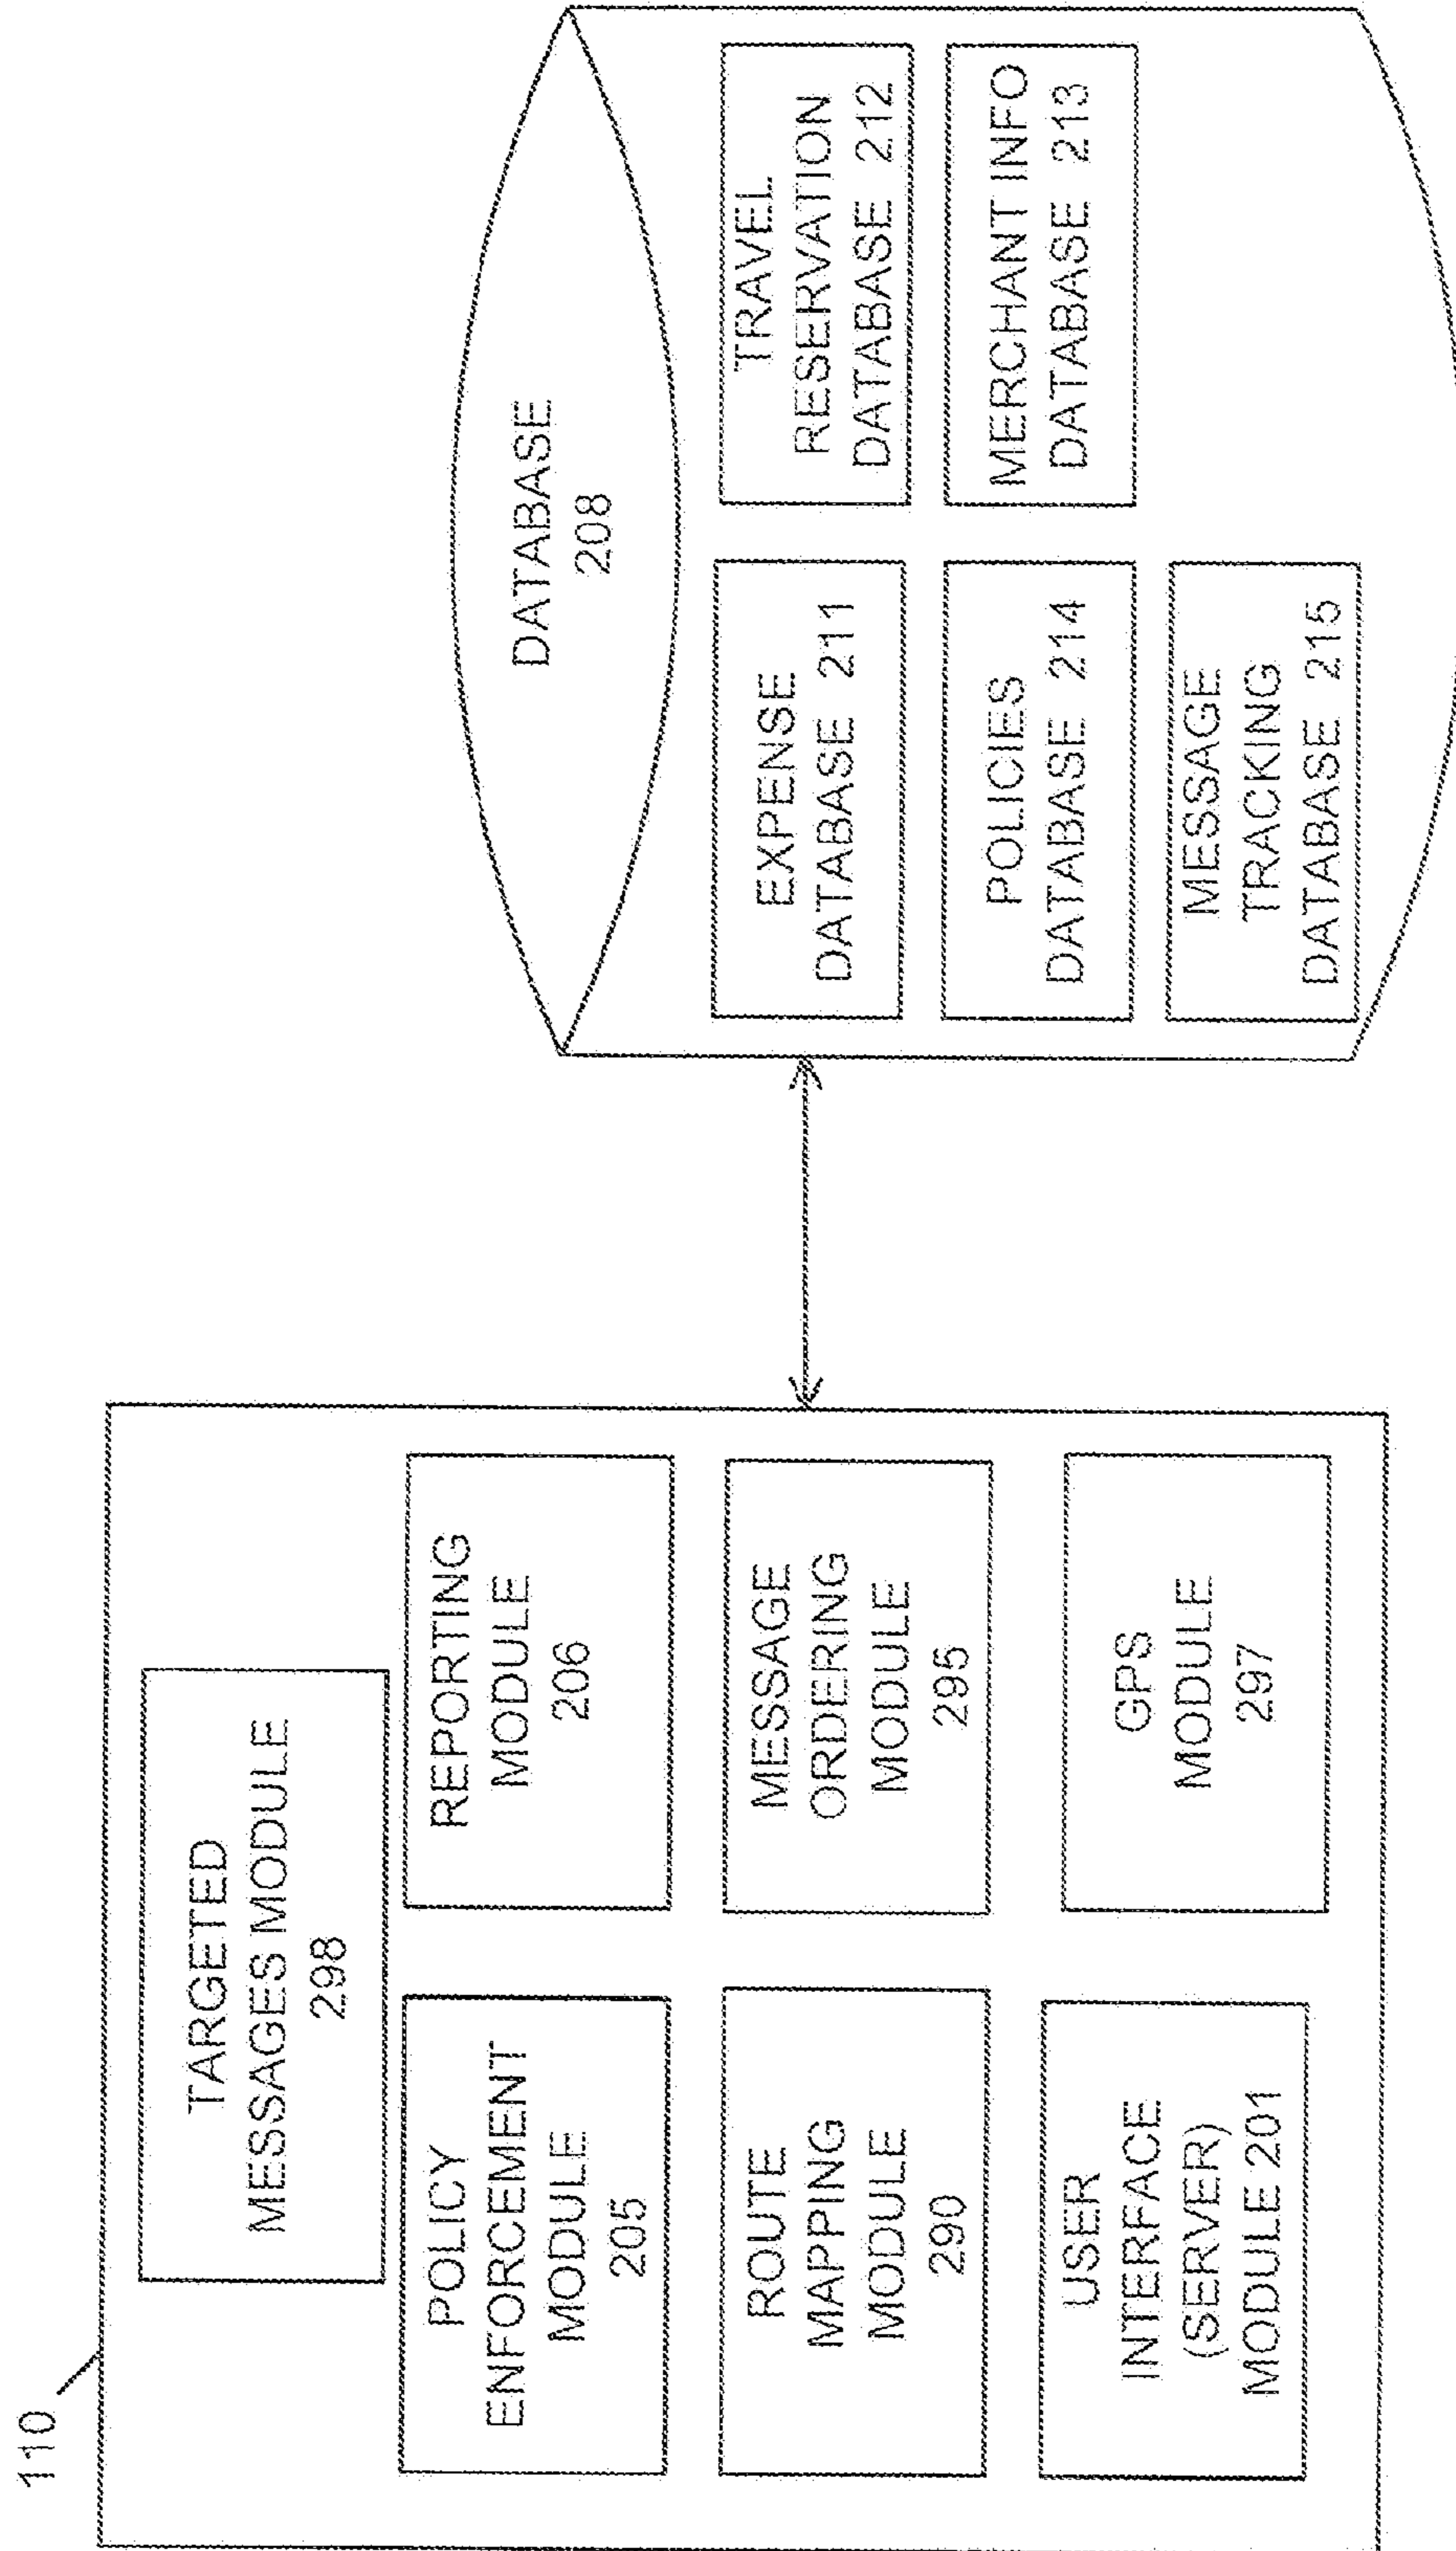 110
TARGETED
MESSAGES MODULE
298
POLICY
ENFORCEMENT
MODULE
205
REPORTING
MODULE
206
ROUTE
MAPPING
MODULE
290
MESSAGE
ORDERING
MODULE
295
USER
INTERFACE
(SERVER)
MODULE 201
GPS
MODULE
297
DATABASE
208
EXPENSE
DATABASE 211
TRAVEL
RESERVATION
DATABASE 212
POLICIES
DATABASE 214
MERCHANT INFO
DATABASE 213
MESSAGE
TRACKING
DATABASE 215